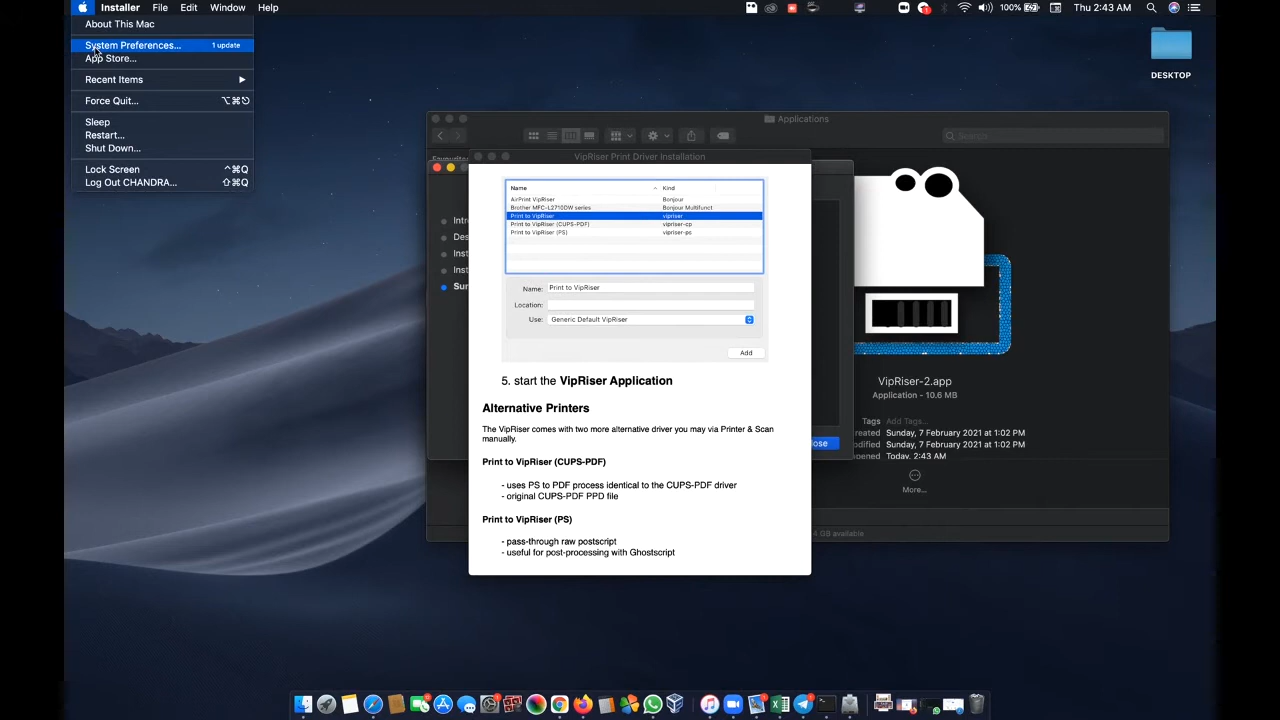 Installer File Edit Window Help
100% Thu 2:43 AM
About This Mac
System Preferences... 1 update
App Store...
Recent Items
Force Quit... ⌥⌘⎋
Sleep
Restart...
Shut Down...
Lock Screen ^⌘Q
Log Out CHANDRA... ⇧⌘Q
DESKTOP
Applications
Search
VipRiser Print Driver Installation
Name Kind
AirPrint VipRiser Bonjour
Brother MFC-L2710DW series Bonjour Multifunct
Print to VipRiser vipriser
Print to VipRiser (CUPS-PDF) vipriser-cp
Print to VipRiser (PS) vipriser-ps
Name: Print to VipRiser
Location:
Use: Generic Default VipRiser
Add
5. start the VipRiser Application
Alternative Printers
The VipRiser comes with two more alternative driver you may via Printer & Scan
manually.
Print to VipRiser (CUPS-PDF)
- uses PS to PDF process identical to the CUPS-PDF driver
- original CUPS-PDF PPD file
Print to VipRiser (PS)
- pass-through raw postscript
- useful for post-processing with Ghostscript
VipRiser-2.app
Application - 10.6 MB
Tags Add Tags...
Sunday, 7 February 2021 at 1:02 PM
Sunday, 7 February 2021 at 1:02 PM
Today, 2:43 AM
More...
GB available